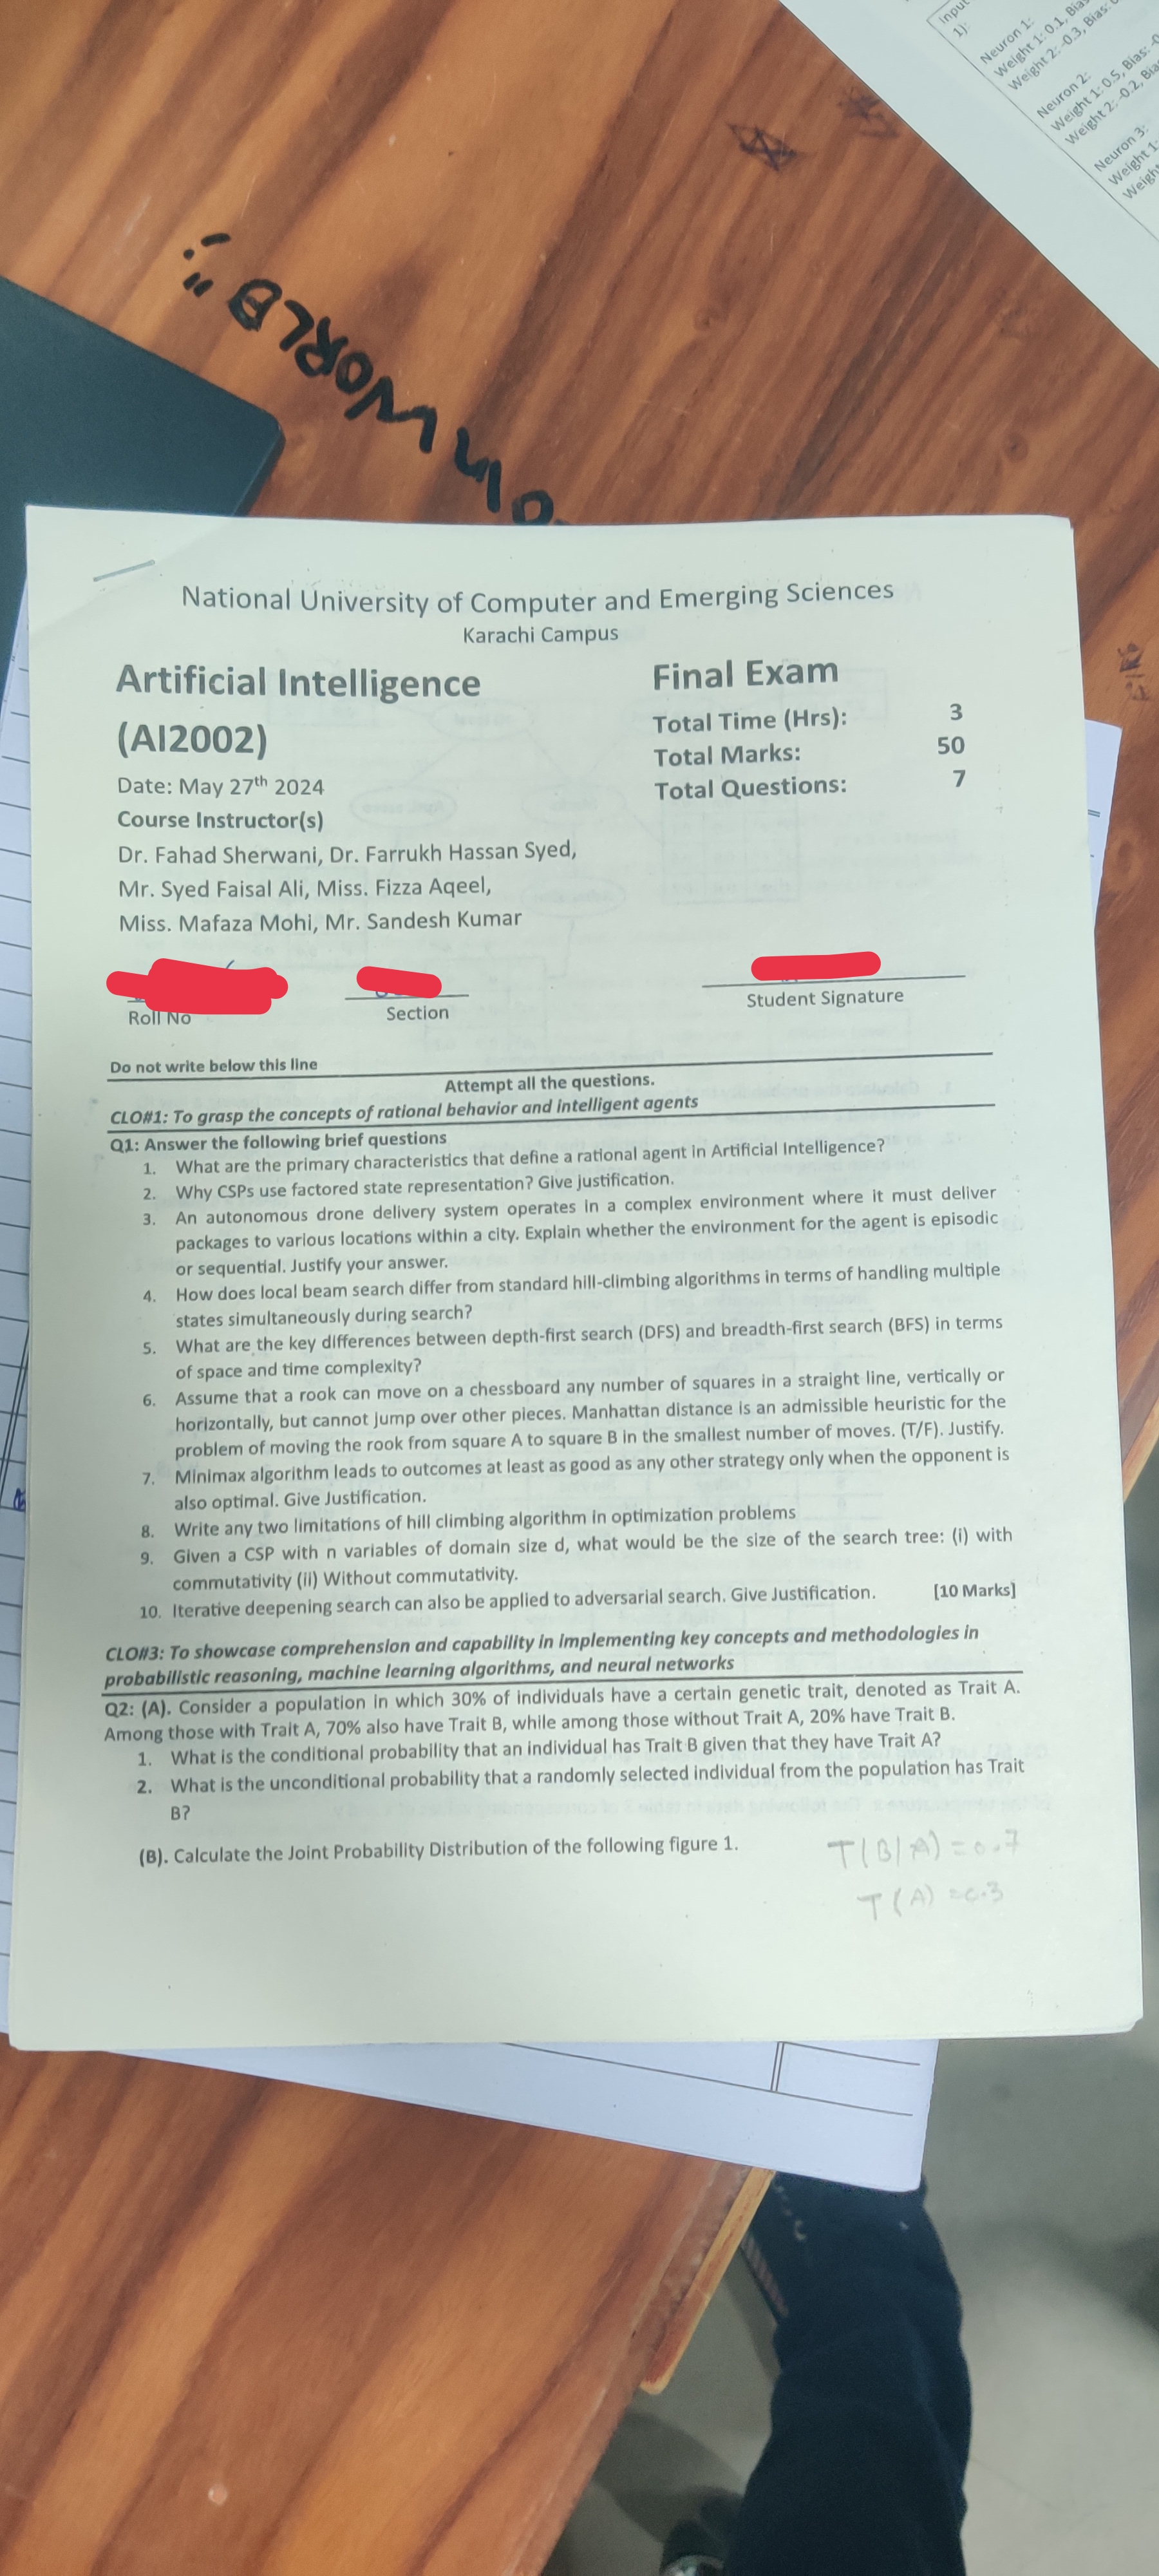 Input
1):
Neuron 1:
Weight 1: 0.1, Bias:
Weight 2: -0.3, Bias:
Neuron 2:
Weight 1: 0.5, Bias:
Weight 2: -0.2, Bias
Neuron 3:
Weight 1:
Weight
WORLD"
National University of Computer and Emerging Sciences
Karachi Campus
Artificial Intelligence
(AI2002)
Date: May 27th 2024
Course Instructor(s)
Dr. Fahad Sherwani, Dr. Farrukh Hassan Syed,
Mr. Syed Faisal Ali, Miss. Fizza Aqeel,
Miss. Mafaza Mohi, Mr. Sandesh Kumar
Final Exam
Total Time (Hrs): 3
Total Marks: 50
Total Questions: 7
Roll No
Section
Student Signature
Do not write below this line
Attempt all the questions.
CLO#1: To grasp the concepts of rational behavior and intelligent agents
Q1: Answer the following brief questions
1. What are the primary characteristics that define a rational agent in Artificial Intelligence?
2. Why CSPs use factored state representation? Give justification.
3. An autonomous drone delivery system operates in a complex environment where it must deliver
packages to various locations within a city. Explain whether the environment for the agent is episodic
or sequential. Justify your answer.
4. How does local beam search differ from standard hill-climbing algorithms in terms of handling multiple
states simultaneously during search?
5. What are the key differences between depth-first search (DFS) and breadth-first search (BFS) in terms
of space and time complexity?
6. Assume that a rook can move on a chessboard any number of squares in a straight line, vertically or
horizontally, but cannot jump over other pieces. Manhattan distance is an admissible heuristic for the
problem of moving the rook from square A to square B in the smallest number of moves. (T/F). Justify.
7. Minimax algorithm leads to outcomes at least as good as any other strategy only when the opponent is
also optimal. Give Justification.
8. Write any two limitations of hill climbing algorithm in optimization problems
9. Given a CSP with n variables of domain size d, what would be the size of the search tree: (i) with
commutativity (ii) Without commutativity.
10. Iterative deepening search can also be applied to adversarial search. Give Justification. [10 Marks]
CLO#3: To showcase comprehension and capability in implementing key concepts and methodologies in
probabilistic reasoning, machine learning algorithms, and neural networks
Q2: (A). Consider a population in which 30% of individuals have a certain genetic trait, denoted as Trait A.
Among those with Trait A, 70% also have Trait B, while among those without Trait A, 20% have Trait B.
1. What is the conditional probability that an individual has Trait B given that they have Trait A?
2. What is the unconditional probability that a randomly selected individual from the population has Trait
B?
(B). Calculate the Joint Probability Distribution of the following figure 1.
T(B|A) = 0.7
T(A) = 0.3